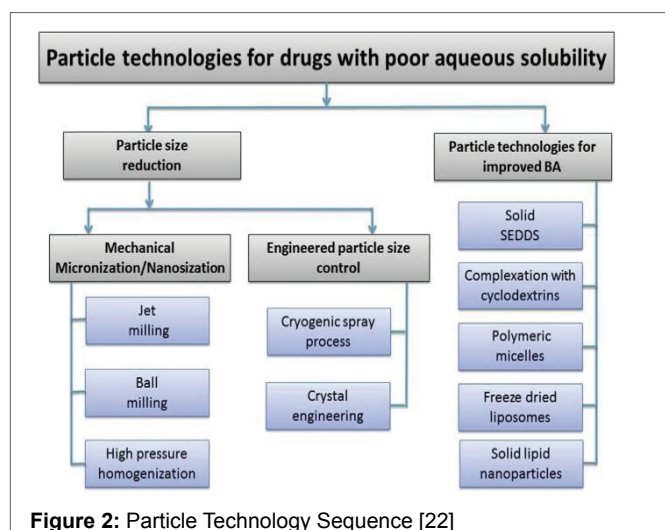 Particle technologies for drugs with poor aqueous solubility
Particle size
reduction
Particle technologies for
improved BA
Mechanical
Micronization/Nanosization
Engineered particle size
control
Jet
milling
Ball
milling
High pressure
homogenization
Cryogenic spray
process
Crystal
engineering
Solid
SEDDS
Complexation with
cyclodextrins
Polymeric
micelles
Freeze dried
liposomes
Solid lipid
nanoparticles
Figure 2: Particle Technology Sequence [22]